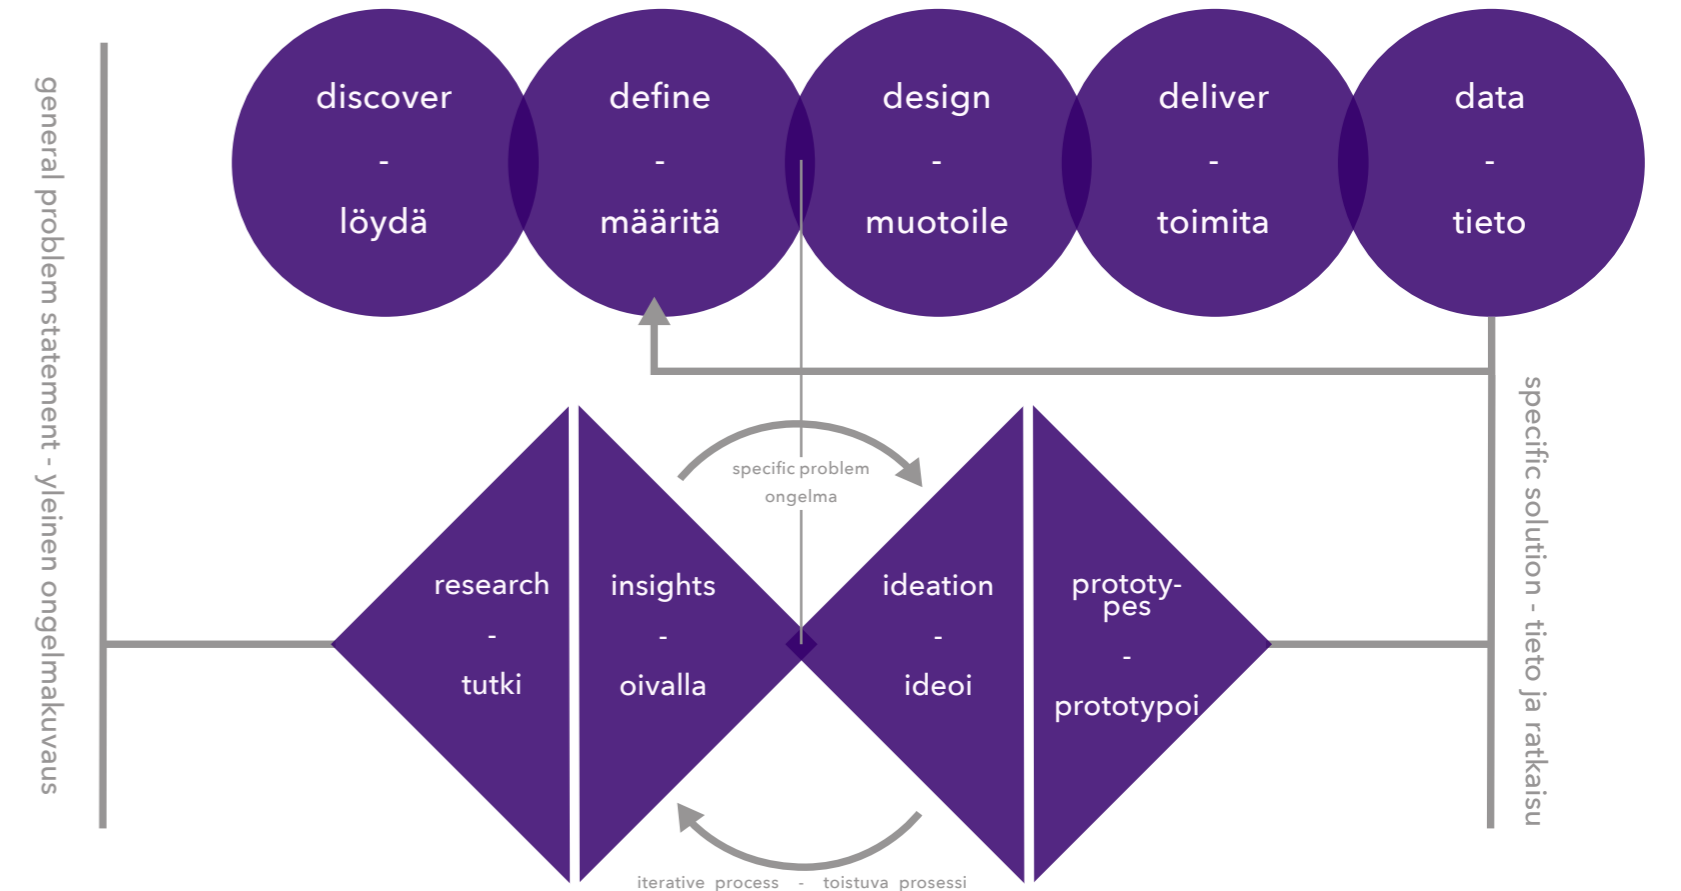 general problem statement - yleinen ongelmakuvaus
discover
-
löydä
define
-
määritä
design
-
muotoile
deliver
-
toimita
data
-
tieto
specific problem
ongelma
research
-
tutki
insights
-
oivalla
ideation
-
ideoi
prototy-
pes
-
prototypoi
iterative process - toistuva prosessi
specific solution - tieto ja ratkaisu